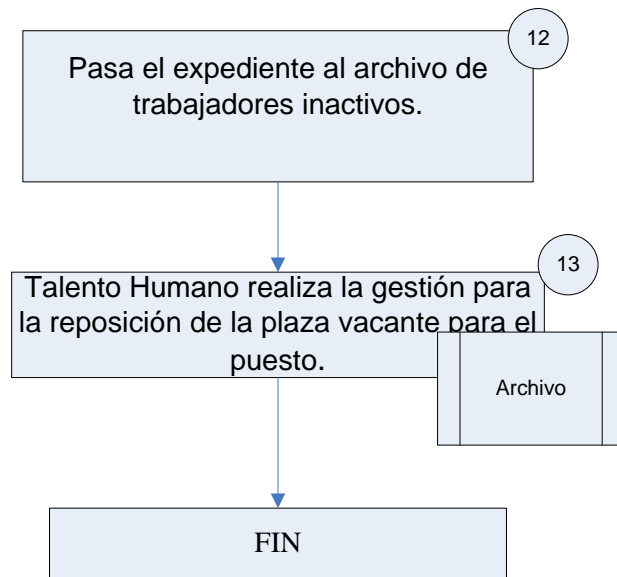 12
Pasa el expediente al archivo de
trabajadores inactivos.
13
Talento Humano realiza la gestión para
la reposición de la plaza vacante para el
puesto.
Archivo
FIN